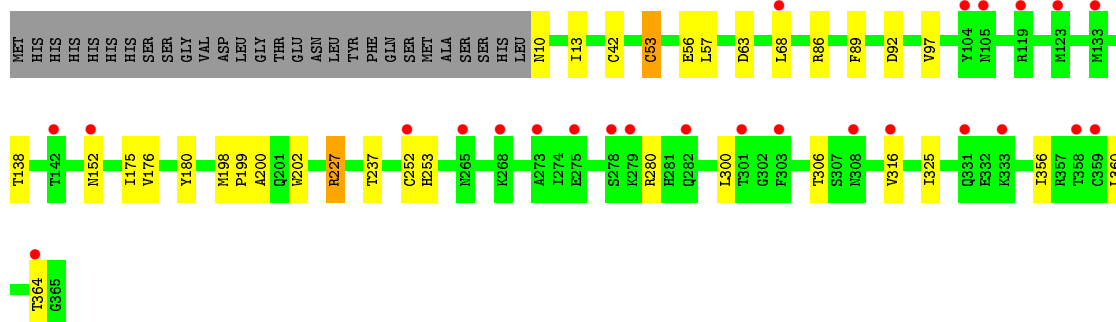 MET HIS HIS HIS HIS HIS HIS SER SER GLY VAL ASP LEU GLY THR GLU ASN LEU TYR PHE GLN SER MET ALA SER SER HIS LEU N10 I13 C42 C53 E56 L57 D63 L68 R86 F89 D92 V97 Y104 N105 R119 M123 M133
T138 T142 N152 I175 V176 Y180 M198 P199 A200 Q201 W202 R227 T237 C252 H253 N265 K268 A273 I274 E275 S278 K279 R280 H281 Q282 L300 T301 G302 F303 T306 S307 N308 V316 I325 Q331 E332 K333 I356 R357 T358 C359 L360
T364 G365